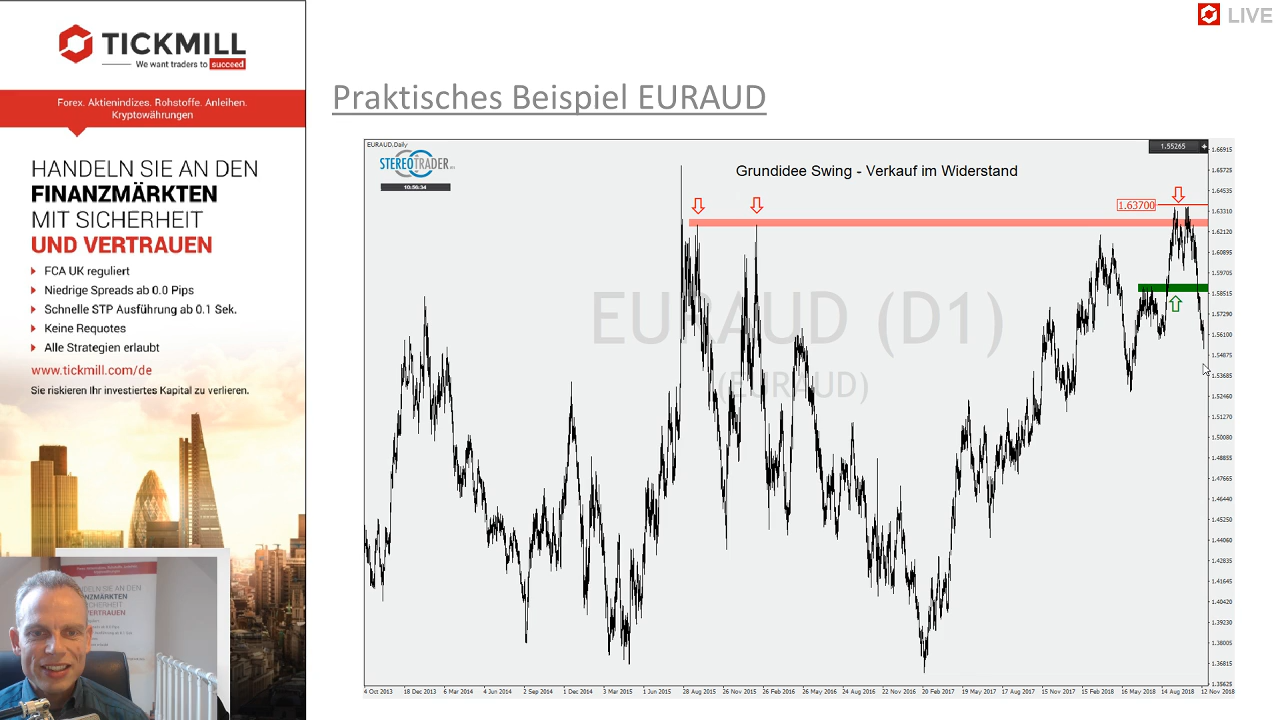 TICKMILL
We want traders to succeed
Forex. Aktienindizes. Rohstoffe. Anleihen.
Kryptowährungen
HANDELN SIE AN DEN
FINANZMÄRKTEN
MIT SICHERHEIT
UND VERTRAUEN
FCA UK reguliert
Niedrige Spreads ab 0.0 Pips
Schnelle STP Ausführung ab 0.1 Sek.
Keine Requotes
Alle Strategien erlaubt
www.tickmill.com/de
Sie riskieren Ihr investiertes Kapital zu verlieren.
LIVE
Praktisches Beispiel EURAUD
EURAUD.Daily
STEREOTRADER
10:56:34
Grundidee Swing - Verkauf im Widerstand
1.63700
EURAUD (D1)
(EURAUD)
1.55265
1.66915
1.65725
1.64535
1.63310
1.62120
1.60895
1.59705
1.58515
1.57290
1.56100
1.54875
1.53685
1.52460
1.51270
1.50080
1.47665
1.46440
1.45250
1.44060
1.42835
1.41645
1.40420
1.39230
1.38005
1.36815
1.35625
4 Oct 2013 18 Dec 2013 6 Mar 2014 4 Jun 2014 2 Sep 2014 1 Dec 2014 3 Mar 2015 1 Jun 2015 28 Aug 2015 26 Nov 2015 26 Feb 2016 26 May 2016 24 Aug 2016 22 Nov 2016 20 Feb 2017 19 May 2017 17 Aug 2017 15 Nov 2017 15 Feb 2018 16 May 2018 14 Aug 2018 12 Nov 2018